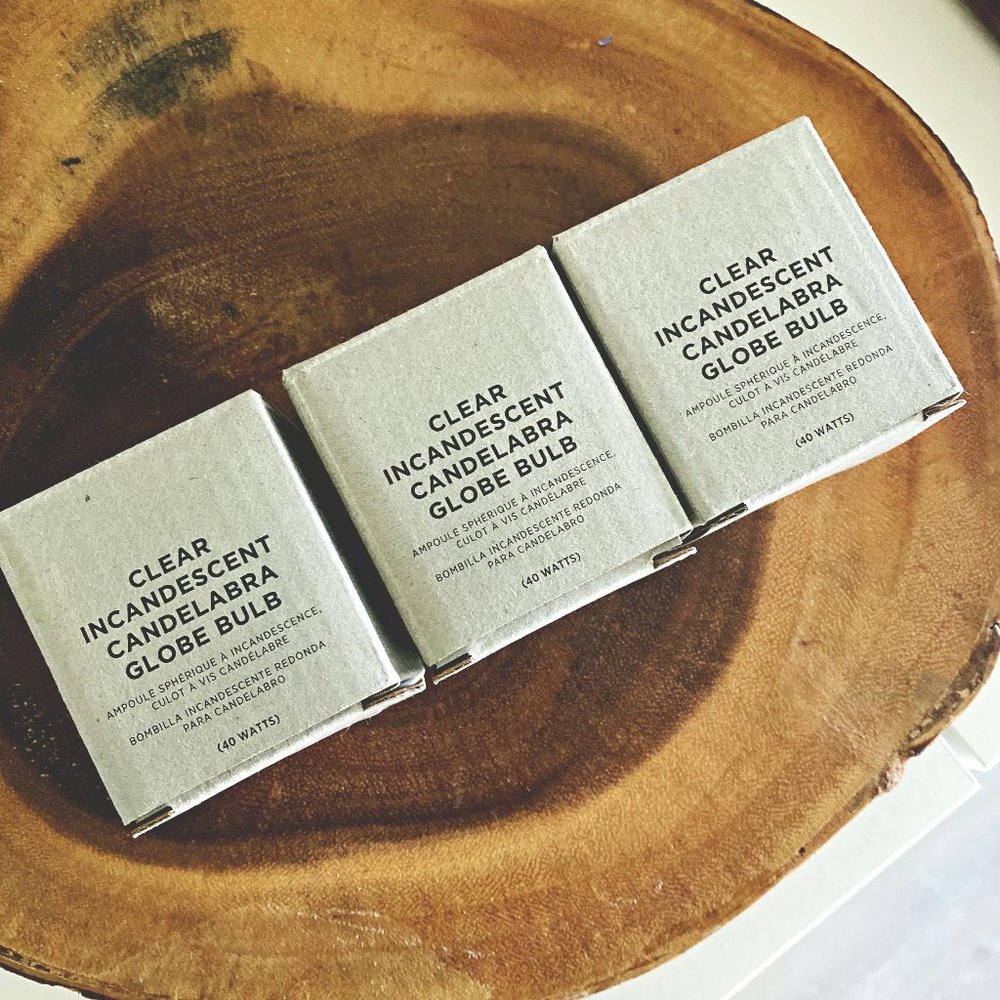 CLEAR
INCANDESCENT
CANDELABRA
GLOBE BULB
AMPOULE SPHÉRIQUE À INCANDESCENCE,
CULOT À VIS CANDÉLABRE
BOMBILLA INCANDESCENTE REDONDA
PARA CANDELABRO
(40 WATTS)
CLEAR
INCANDESCENT
CANDELABRA
GLOBE BULB
AMPOULE SPHÉRIQUE À INCANDESCENCE,
CULOT À VIS CANDÉLABRE
BOMBILLA INCANDESCENTE REDONDA
PARA CANDELABRO
(40 WATTS)
CLEAR
INCANDESCENT
CANDELABRA
GLOBE BULB
AMPOULE SPHÉRIQUE À INCANDESCENCE,
CULOT À VIS CANDÉLABRE
BOMBILLA INCANDESCENTE REDONDA
PARA CANDELABRO
(40 WATTS)